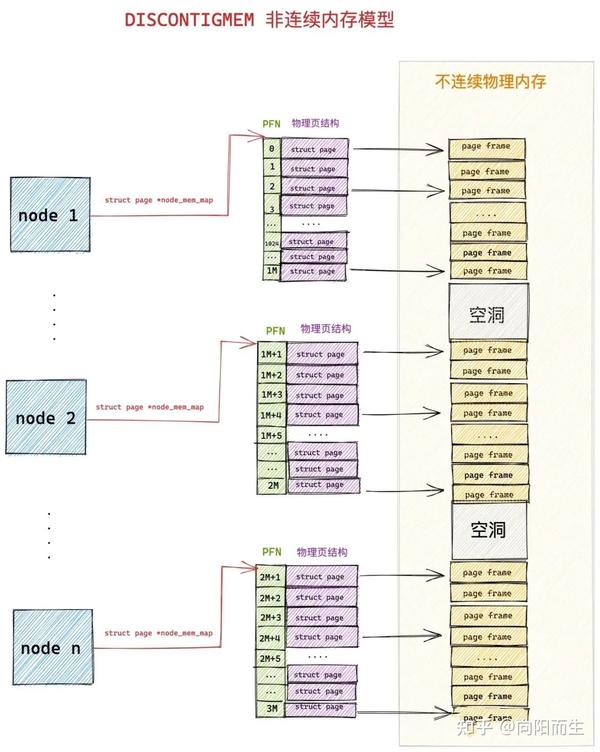 DISCONTIGMEM 非连续内存模型
不连续物理内存
PFN 物理页结构
node 1
struct page *node_mem_map
0 struct page
1 struct page
2 struct page
3 struct page
... ....
1024 struct page
... struct page
1M struct page
page frame
page frame
page frame
....
page frame
page frame
page frame
空洞
PFN 物理页结构
node 2
struct page *node_mem_map
1M+1 struct page
1M+2 struct page
1M+3 struct page
1M+4 struct page
1M+5 ....
... struct page
... struct page
2M struct page
page frame
page frame
page frame
page frame
....
page frame
page frame
page frame
空洞
PFN 物理页结构
node n
struct page *node_mem_map
2M+1 struct page
2M+2 struct page
2M+3 struct page
2M+4 struct page
2M+5 ....
... struct page
... struct page
3M struct page
page frame
page frame
page frame
page frame
....
page frame
page frame
page frame
知乎 @向阳而生